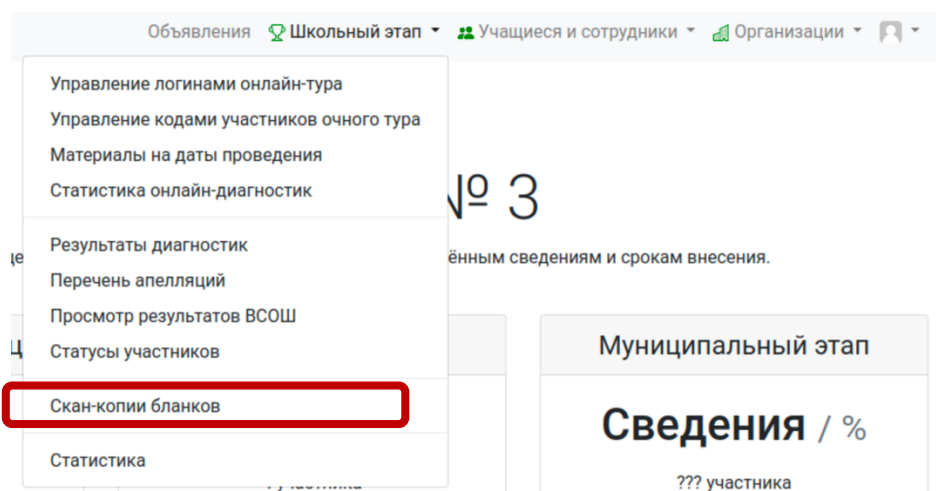 Объявления Школьный этап Учащиеся и сотрудники Организации
Управление логинами онлайн-тура
Управление кодами участников очного тура
Материалы на даты проведения
Статистика онлайн-диагностик
№ 3
Результаты диагностик
ённым сведениям и срокам внесения.
Перечень апелляций
Просмотр результатов ВСОШ
Статусы участников
Муниципальный этап
Скан-копии бланков
Сведения / %
Статистика
??? участника